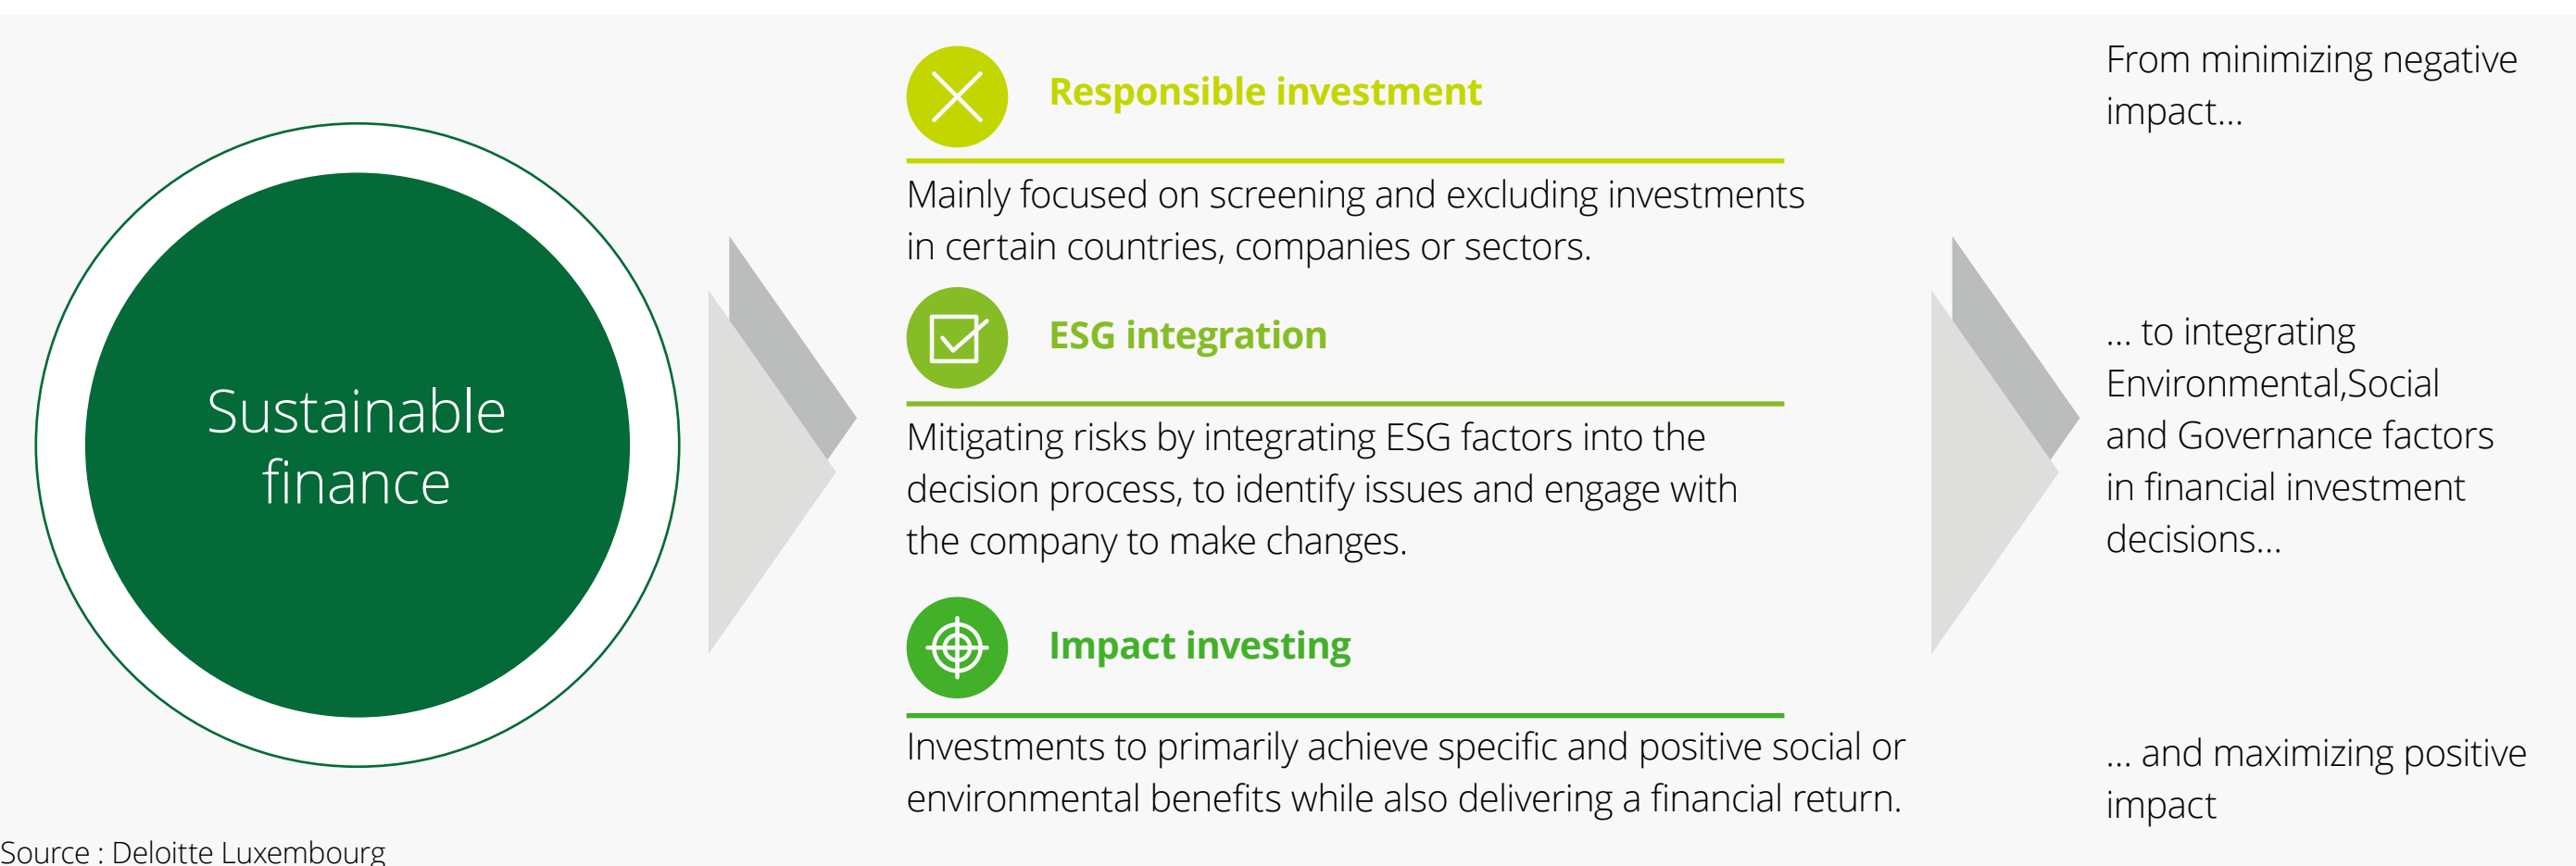 Sustainable
finance
Responsible investment
Mainly focused on screening and excluding investments
in certain countries, companies or sectors.
From minimizing negative
impact...
ESG integration
Mitigating risks by integrating ESG factors into the
decision process, to identify issues and engage with
the company to make changes.
... to integrating
Environmental,Social
and Governance factors
in financial investment
decisions...
Impact investing
Investments to primarily achieve specific and positive social or
environmental benefits while also delivering a financial return.
... and maximizing positive
impact
Source : Deloitte Luxembourg